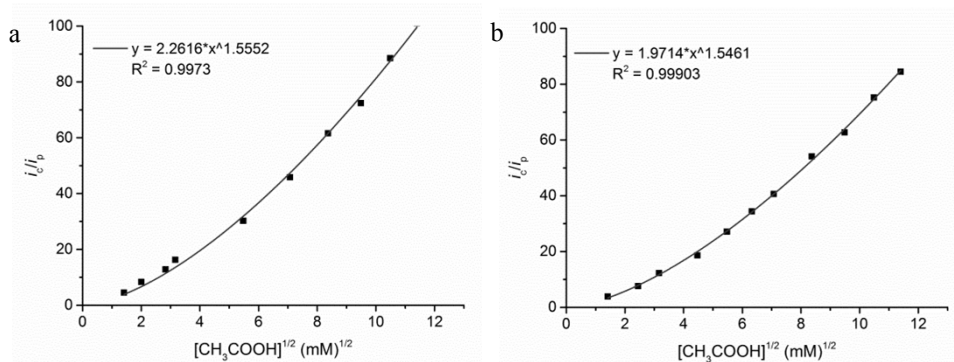 a
y = 2.2616*x^1.5552
R² = 0.9973
100
80
60
40
20
0
i_c/i_p
0 2 4 6 8 10 12
[CH₃COOH]^1/2 (mM)^1/2
b
y = 1.9714*x^1.5461
R² = 0.99903
100
80
60
40
20
0
i_c/i_p
0 2 4 6 8 10 12
[CH₃COOH]^1/2 (mM)^1/2